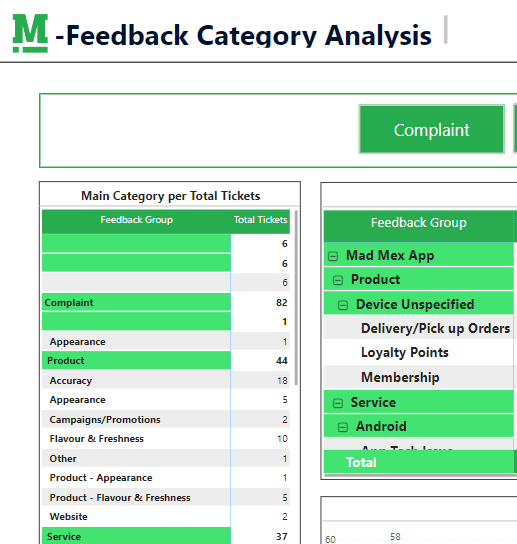 M -Feedback Category Analysis
Complaint
Main Category per Total Tickets
Feedback Group Total Tickets
6
6
6
Complaint 82
1
Appearance 1
Product 44
Accuracy 18
Appearance 5
Campaigns/Promotions 2
Flavour & Freshness 10
Other 1
Product - Appearance 1
Product - Flavour & Freshness 5
Website 2
Service 37
Feedback Group
Mad Mex App
Product
Device Unspecified
Delivery/Pick up Orders
Loyalty Points
Membership
Service
Android
Total
60 58